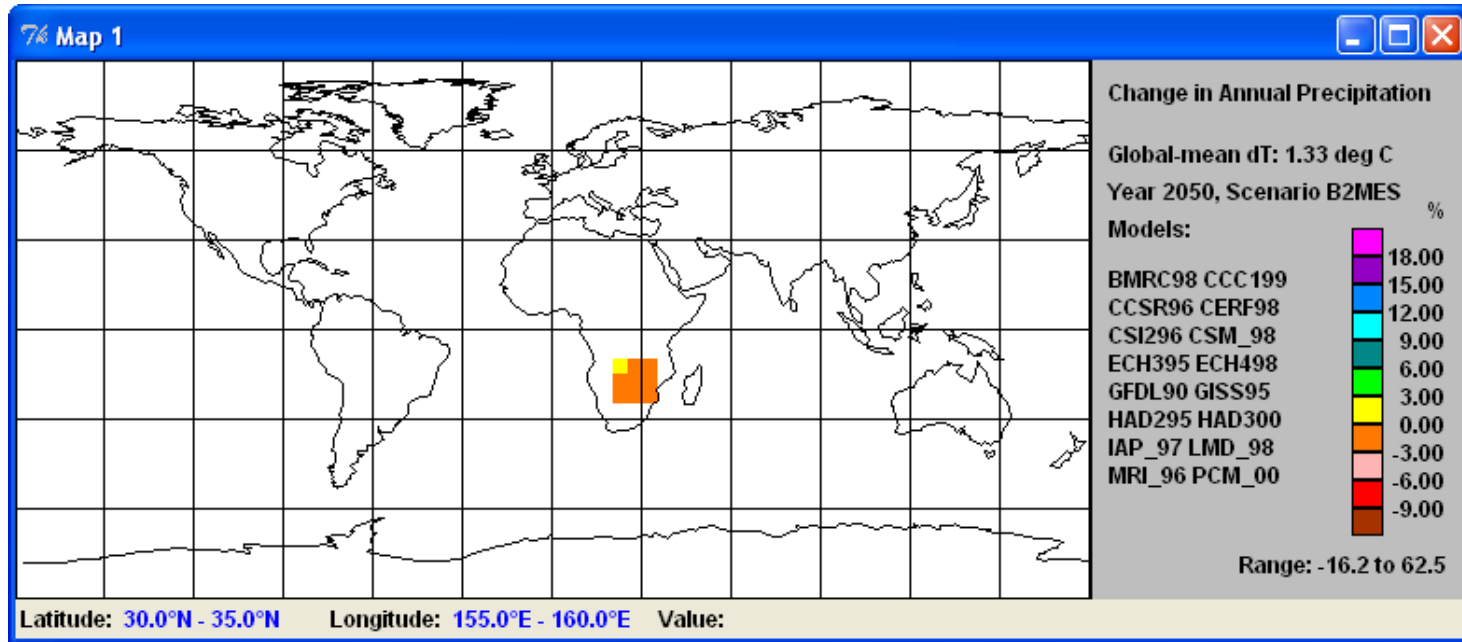 Map 1
Change in Annual Precipitation
Global-mean dT: 1.33 deg C
Year 2050, Scenario B2MES
%
Models:
BMRC98 CCC199
CCSR96 CERF98
CSI296 CSM_98
ECH395 ECH498
GFDL90 GISS95
HAD295 HAD300
IAP_97 LMD_98
MRI_96 PCM_00
18.00
15.00
12.00
9.00
6.00
3.00
0.00
-3.00
-6.00
-9.00
Range: -16.2 to 62.5
Latitude: 30.0°N - 35.0°N Longitude: 155.0°E - 160.0°E Value: